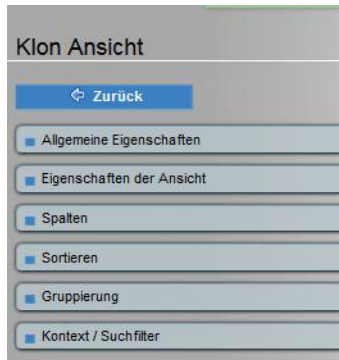 Klon Ansicht
Zurück
Allgemeine Eigenschaften
Eigenschaften der Ansicht
Spalten
Sortieren
Gruppierung
Kontext / Suchfilter